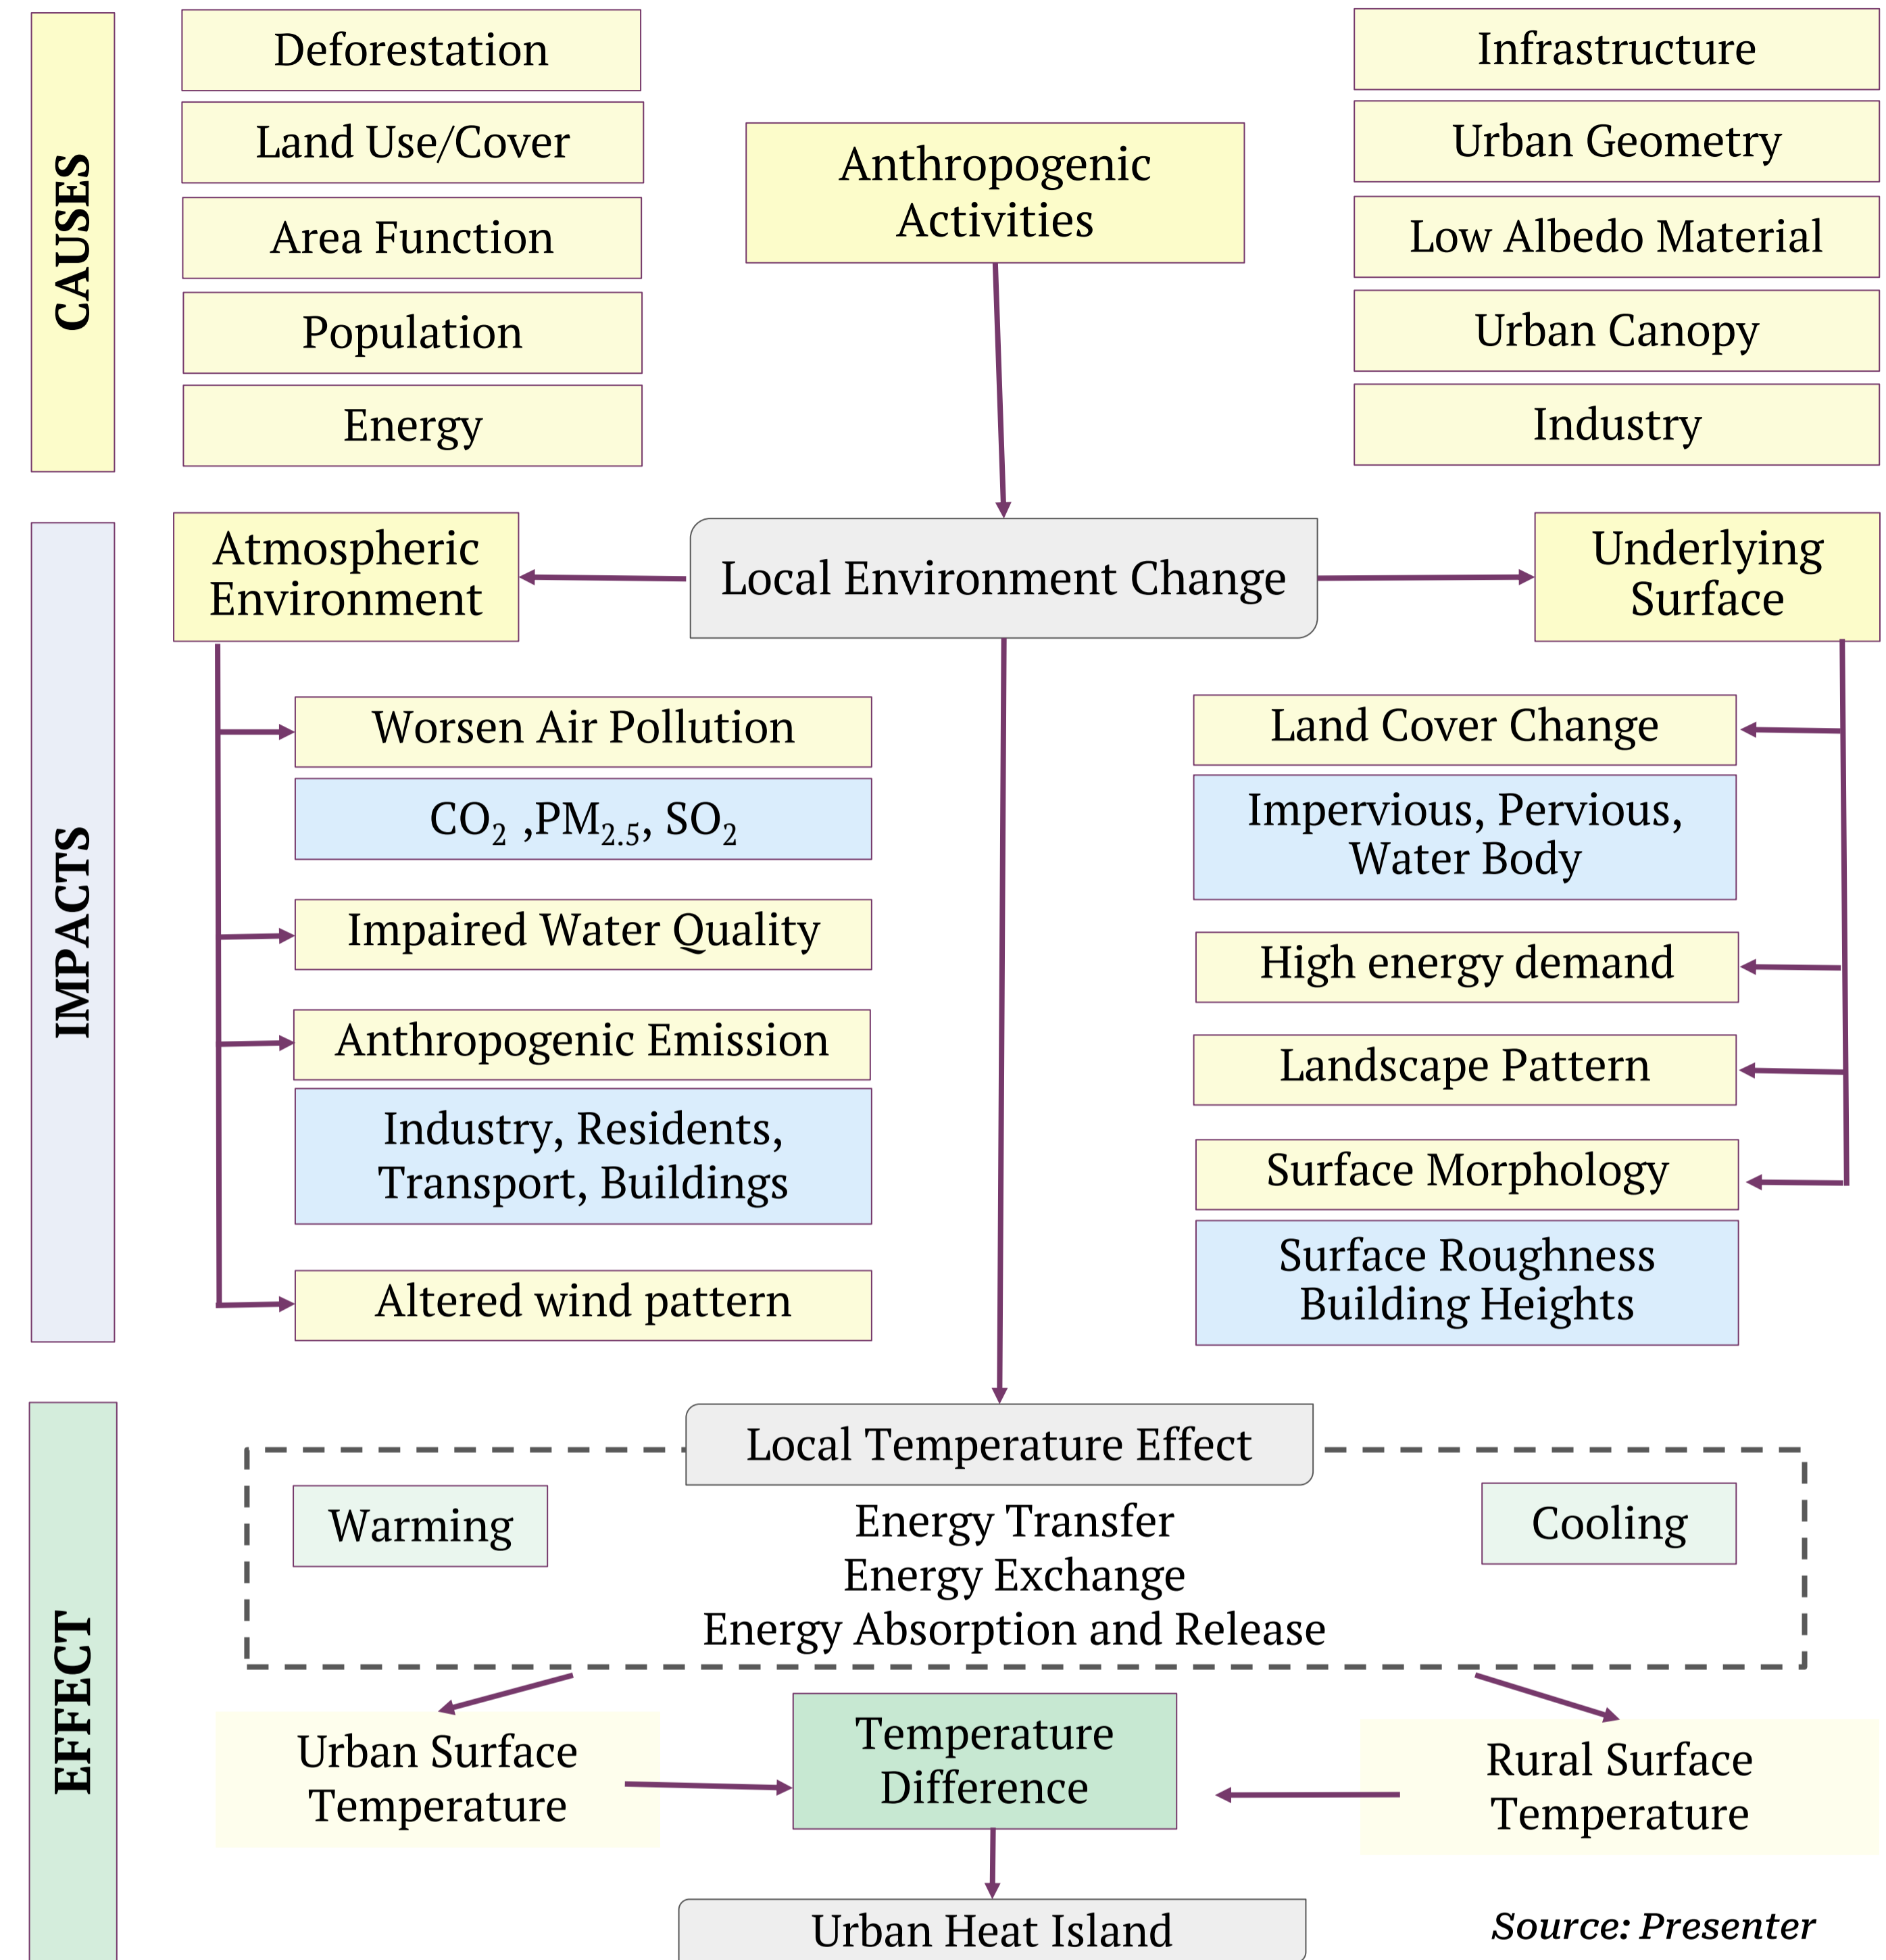 CAUSES
Deforestation
Land Use/Cover
Area Function
Population
Energy
Anthropogenic
Activities
Infrastructure
Urban Geometry
Low Albedo Material
Urban Canopy
Industry
IMPACTS
Atmospheric
Environment
Local Environment Change
Underlying
Surface
Worsen Air Pollution
CO₂ ,PM₂.₅, SO₂
Impaired Water Quality
Anthropogenic Emission
Industry, Residents,
Transport, Buildings
Altered wind pattern
Land Cover Change
Impervious, Pervious,
Water Body
High energy demand
Landscape Pattern
Surface Morphology
Surface Roughness
Building Heights
EFFECT
Local Temperature Effect
Warming
Energy Transfer
Energy Exchange
Energy Absorption and Release
Cooling
Urban Surface
Temperature
Temperature
Difference
Rural Surface
Temperature
Urban Heat Island
Source: Presenter